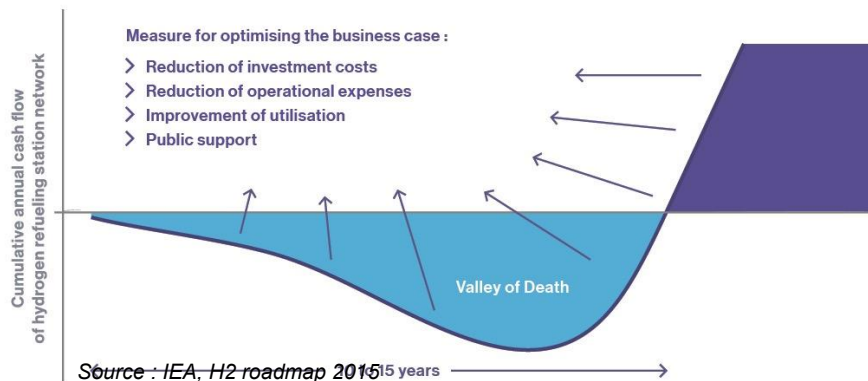 Measure for optimising the business case :
Reduction of investment costs
Reduction of operational expenses
Improvement of utilisation
Public support
Cumulative annual cash flow
of hydrogen refueling station network
Valley of Death
Source : IEA, H2 roadmap 2015
15 years